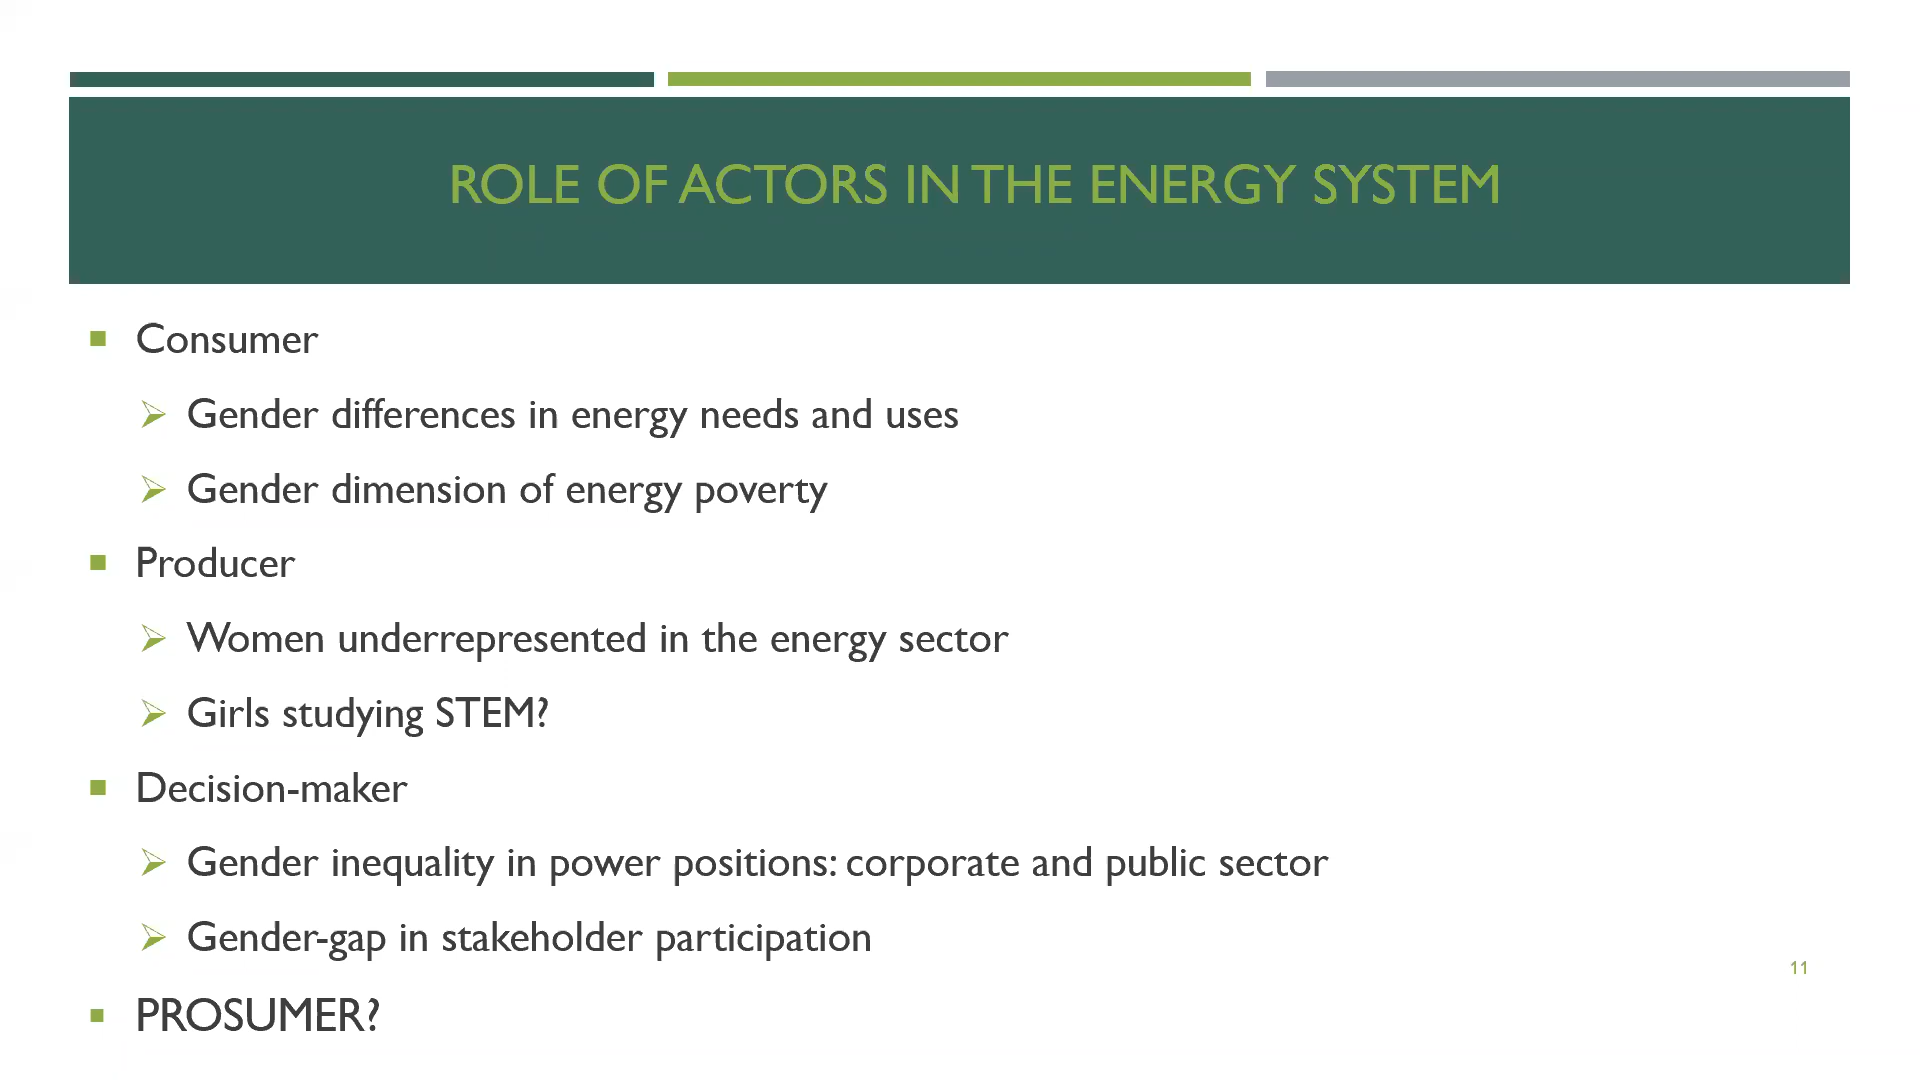 ROLE OF ACTORS IN THE ENERGY SYSTEM
Consumer
Gender differences in energy needs and uses
Gender dimension of energy poverty
Producer
Women underrepresented in the energy sector
Girls studying STEM?
Decision-maker
Gender inequality in power positions: corporate and public sector
Gender-gap in stakeholder participation
11
PROSUMER?